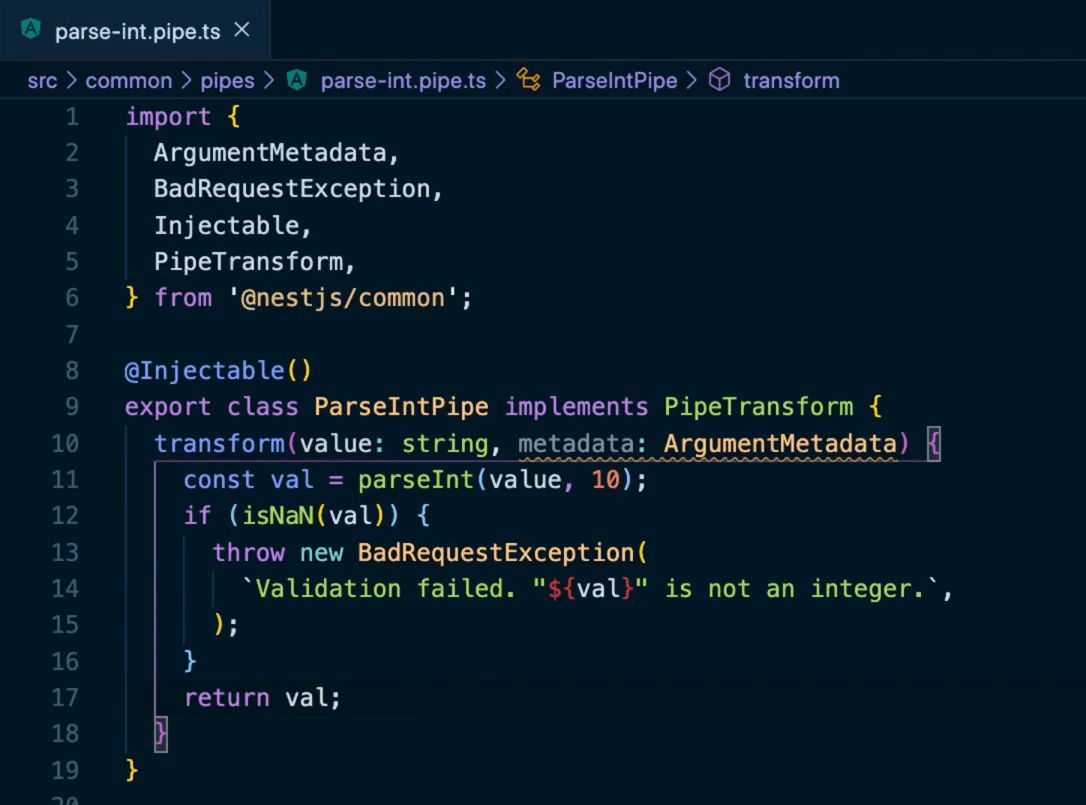 parse-int.pipe.ts ×
src > common > pipes > parse-int.pipe.ts > ParseIntPipe > transform
1 import {
2   ArgumentMetadata,
3   BadRequestException,
4   Injectable,
5   PipeTransform,
6 } from '@nestjs/common';
7
8 @Injectable()
9 export class ParseIntPipe implements PipeTransform {
10   transform(value: string, metadata: ArgumentMetadata) {
11     const val = parseInt(value, 10);
12     if (isNaN(val)) {
13       throw new BadRequestException(
14         `Validation failed. "${val}" is not an integer.`,
15       );
16     }
17     return val;
18   }
19 }
20